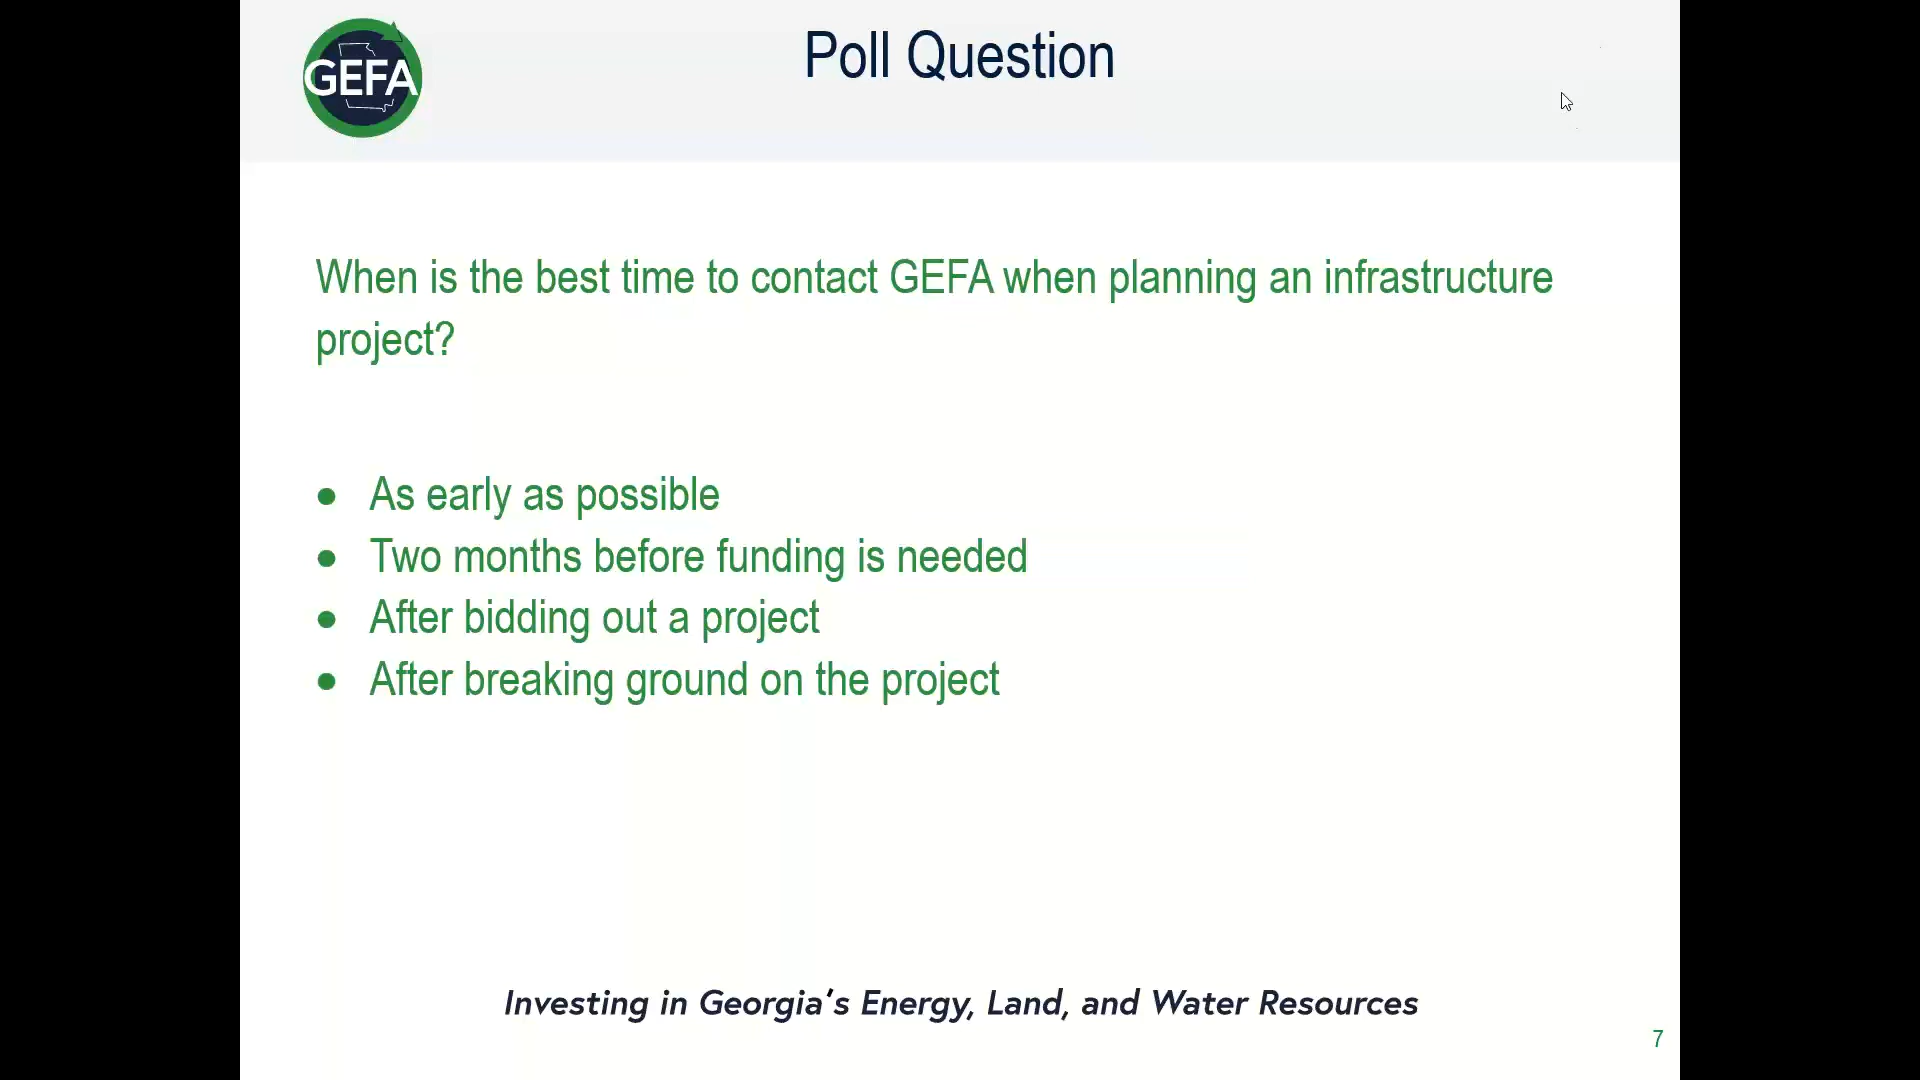 GEFA
Poll Question
When is the best time to contact GEFA when planning an infrastructure
project?
● As early as possible
● Two months before funding is needed
● After bidding out a project
● After breaking ground on the project
Investing in Georgia's Energy, Land, and Water Resources
7